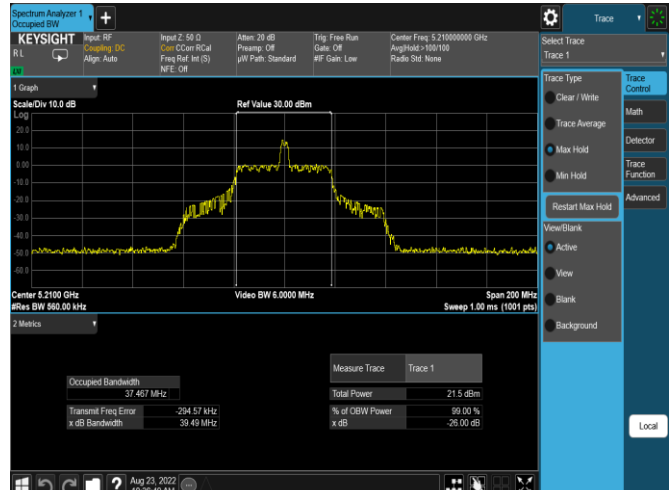 Spectrum Analyzer 1
Occupied BW
Trace
KEYSIGHT
R L
Input: RF
Coupling: DC
Align: Auto
Input Z: 50 Ω
Corr CCorr RCal
Freq Ref: Int (S)
NFE: Off
Atten: 20 dB
Preamp: Off
µW Path: Standard
Trig: Free Run
Gate: Off
#IF Gain: Low
Center Freq: 5.210000000 GHz
Avg|Hold:>100/100
Radio Std: None
Select Trace
Trace 1
1 Graph
Scale/Div 10.0 dB
Ref Value 30.00 dBm
Log
20.0
10.0
0.00
-10.0
-20.0
-30.0
-40.0
-50.0
-60.0
Center 5.2100 GHz
#Res BW 560.00 kHz
Video BW 6.0000 MHz
Span 200 MHz
Sweep 1.00 ms (1001 pts)
2 Metrics
Occupied Bandwidth
37.467 MHz
Transmit Freq Error -294.57 kHz
x dB Bandwidth 39.49 MHz
Measure Trace Trace 1
Total Power 21.5 dBm
% of OBW Power 99.00 %
x dB -26.00 dB
Trace Type
Clear / Write
Trace Average
Max Hold
Min Hold
Restart Max Hold
View/Blank
Active
View
Blank
Background
Trace
Control
Math
Detector
Trace
Function
Advanced
Local
Aug 23, 2022